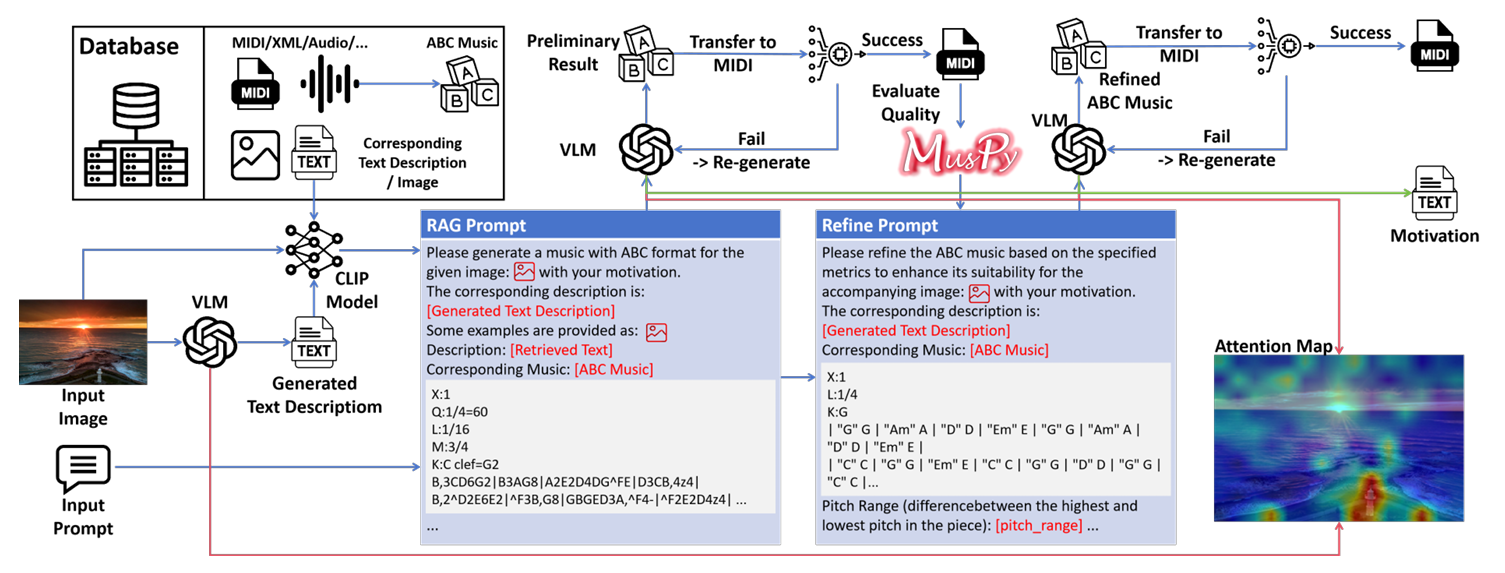 Database
MIDI/XML/Audio/...
ABC Music
MIDI
A
B C
TEXT
Corresponding
Text Description
/ Image
Preliminary
Result
A
B C
Transfer to
MIDI
Success
MIDI
VLM
Fail
-> Re-generate
Evaluate
Quality
MusPy
A
B C
Refined
ABC Music
Transfer to
MIDI
Success
MIDI
VLM
Fail
-> Re-generate
TEXT
Motivation
CLIP
Model
VLM
TEXT
Generated
Text Descriptiom
Input
Image
Input
Prompt
RAG Prompt
Please generate a music with ABC format for the
given image: with your motivation.
The corresponding description is:
[Generated Text Description]
Some examples are provided as:
Description: [Retrieved Text]
Corresponding Music: [ABC Music]
X:1
Q:1/4=60
L:1/16
M:3/4
K:C clef=G2
B,3CD6G2|B3AG8|A2E2D4DG^FE|D3CB,4z4|
B,2^D2E6E2|^F3B,G8|GBGED3A,^F4-|^F2E2D4z4| ...
...
Refine Prompt
Please refine the ABC music based on the specified
metrics to enhance its suitability for the
accompanying image: with your motivation.
The corresponding description is:
[Generated Text Description]
Corresponding Music: [ABC Music]
X:1
L:1/4
K:G
| "G" G | "Am" A | "D" D | "Em" E | "G" G | "Am" A |
"D" D | "Em" E |
| "C" C | "G" G | "Em" E | "C" C | "G" G | "D" D | "G" G |
"C" C |...
Pitch Range (differencebetween the highest and
lowest pitch in the piece): [pitch_range] ...
Attention Map